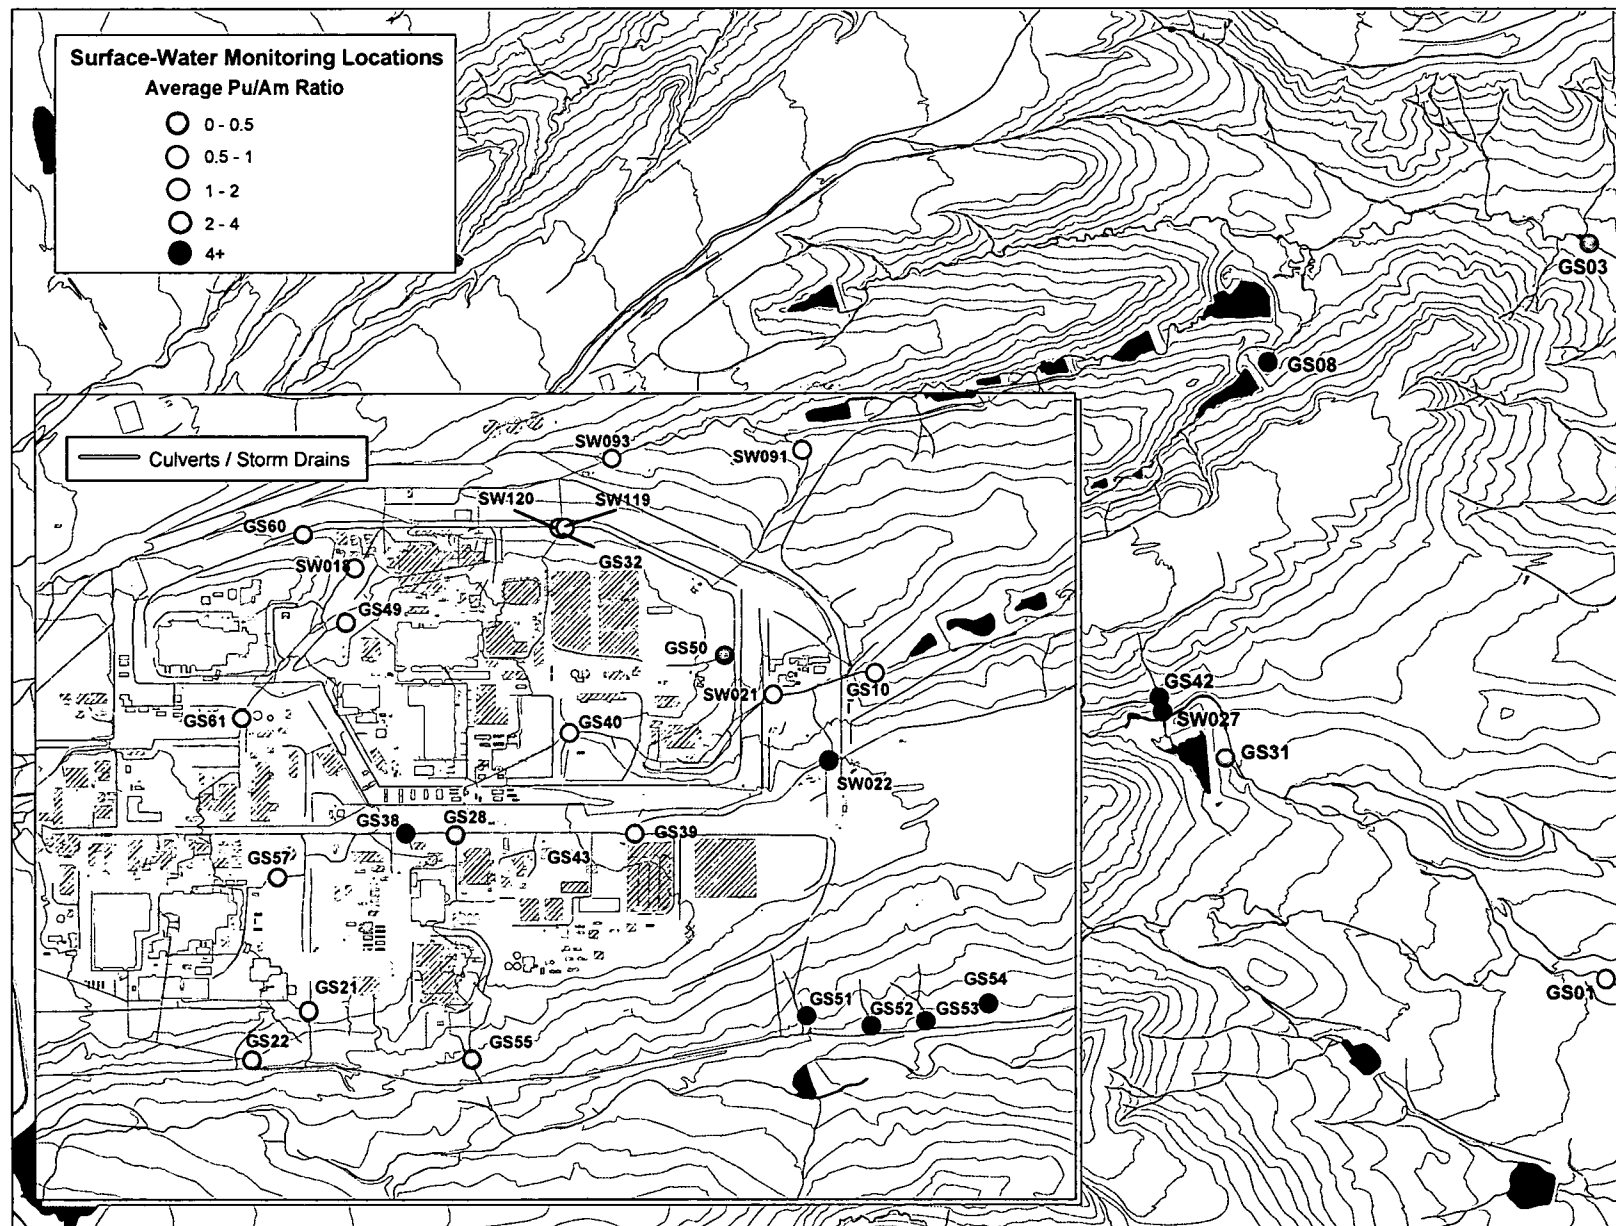 Surface-Water Monitoring Locations
Average Pu/Am Ratio
0 - 0.5
0.5 - 1
1 - 2
2 - 4
4+
GS03
GS08
Culverts / Storm Drains
SW093
SW091
SW120
SW119
GS60
SW018
GS32
GS49
GS50
SW021
GS10
GS42
SW027
GS61
GS40
GS31
SW022
GS38
GS28
GS39
GS43
GS57
GS01
GS21
GS51
GS52
GS53
GS54
GS22
GS55